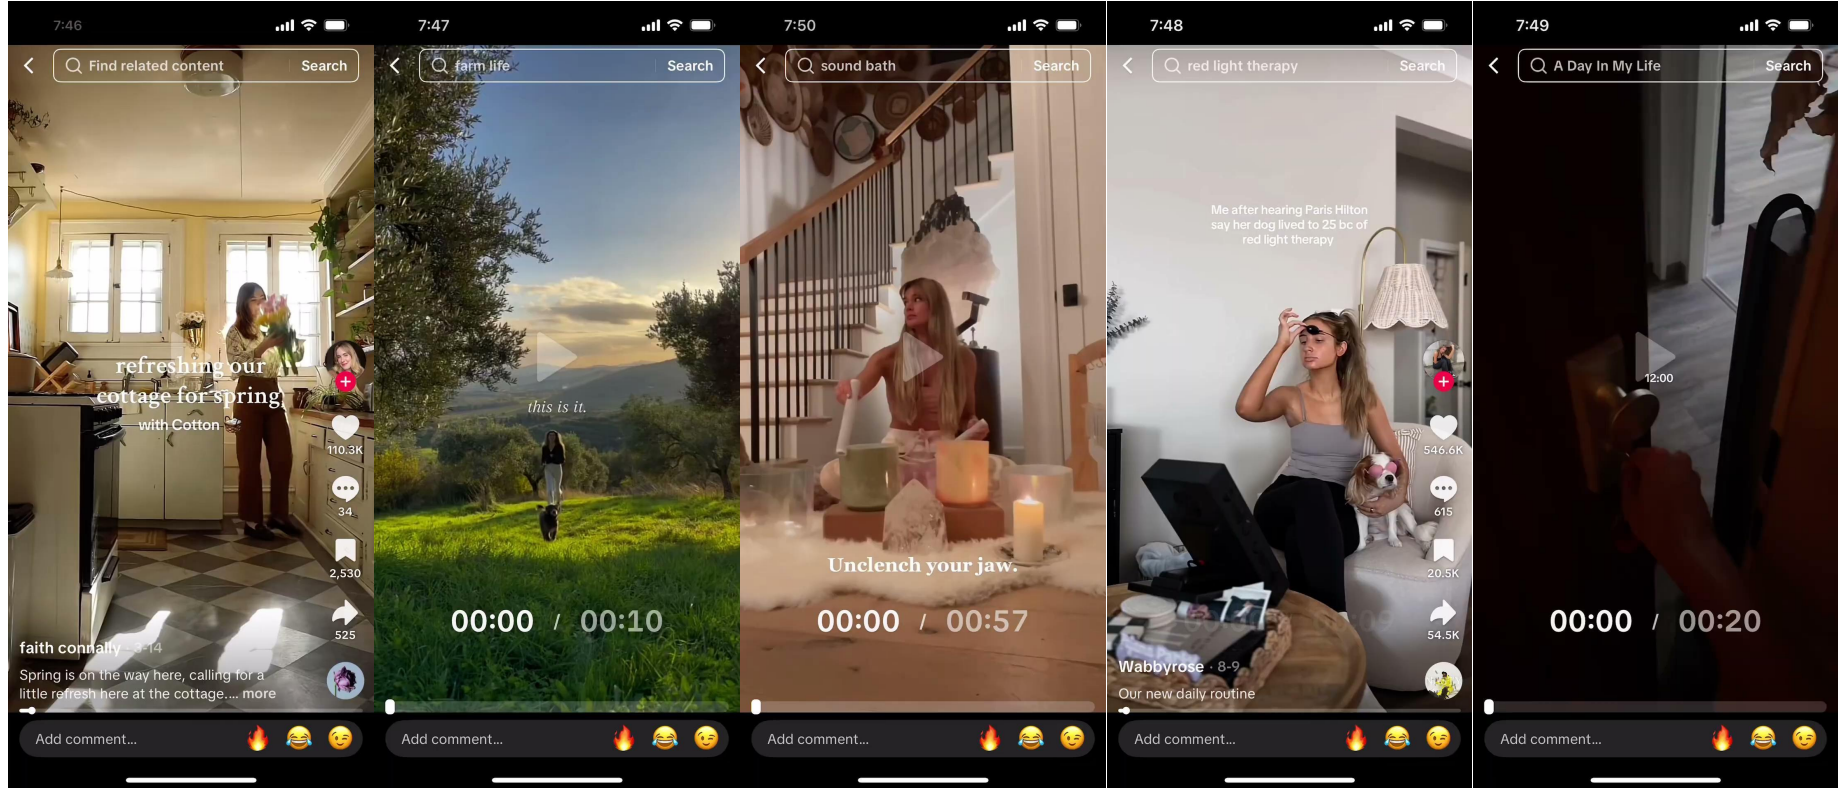 7:46
Find related content
Search
refreshing our
cottage for spring
with Cotton
110.3K
34
2,530
525
faith connally · 3-14
Spring is on the way here, calling for a
little refresh here at the cottage.... more
Add comment...
7:47
farm life
Search
this is it.
00:00 / 00:10
Add comment...
7:50
sound bath
Search
Unclench your jaw.
00:00 / 00:57
Add comment...
7:48
red light therapy
Search
Me after hearing Paris Hilton
say her dog lived to 25 bc of
red light therapy
546.6K
615
20.5K
54.5K
Wabbyrose · 8-9
Our new daily routine
Add comment...
7:49
A Day In My Life
Search
12:00
00:00 / 00:20
Add comment...